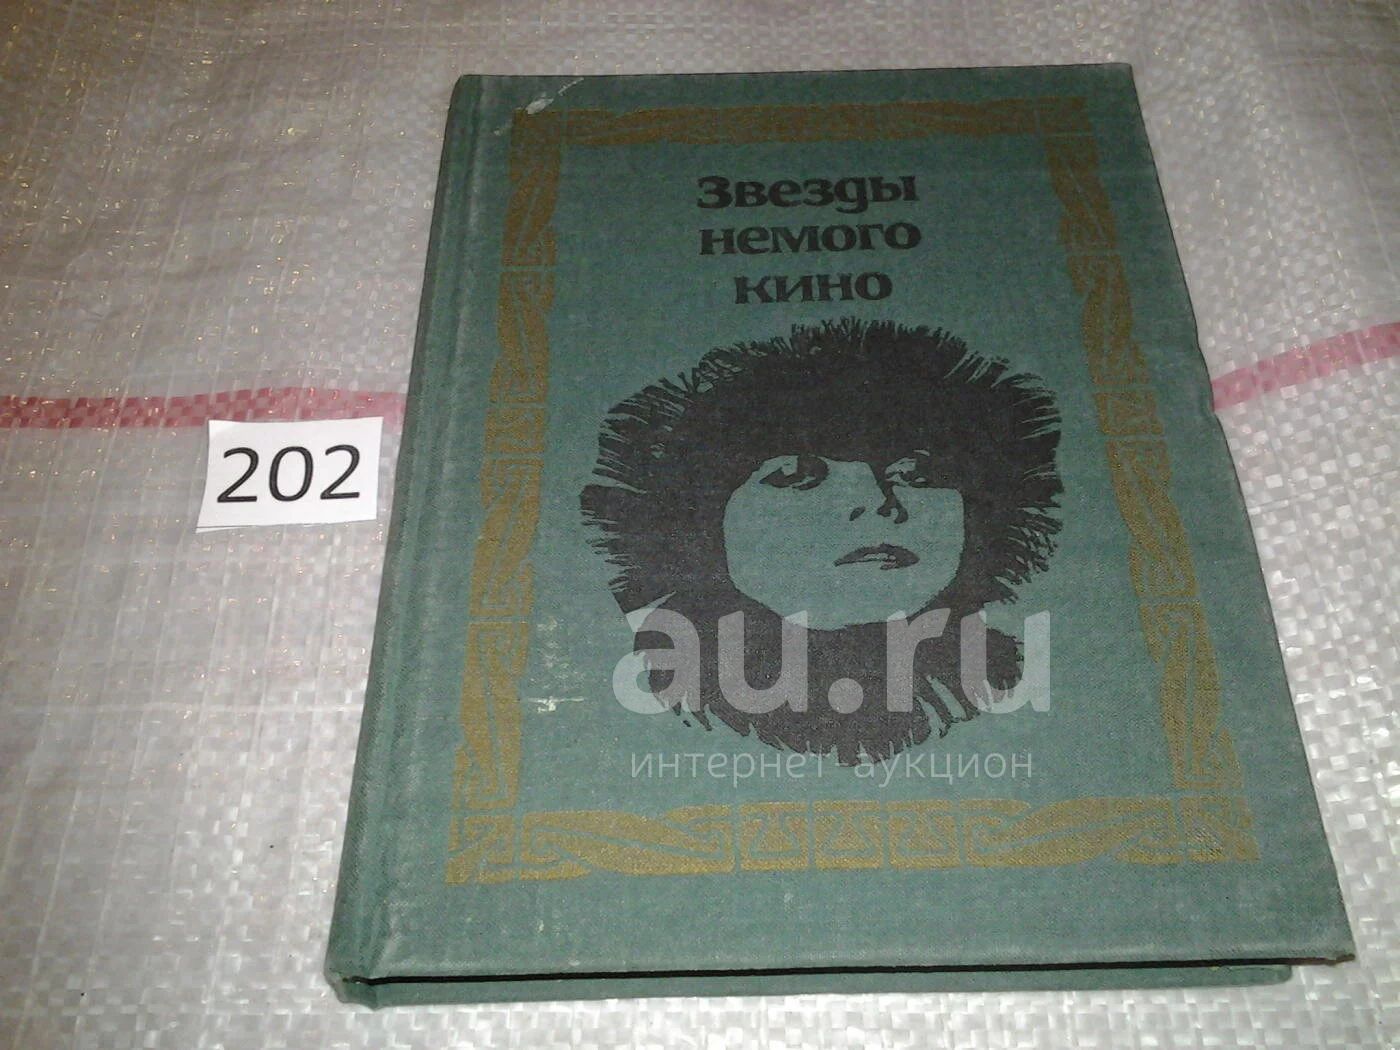 Звезды
немого
кино
202
au.ru
интернет-аукцион